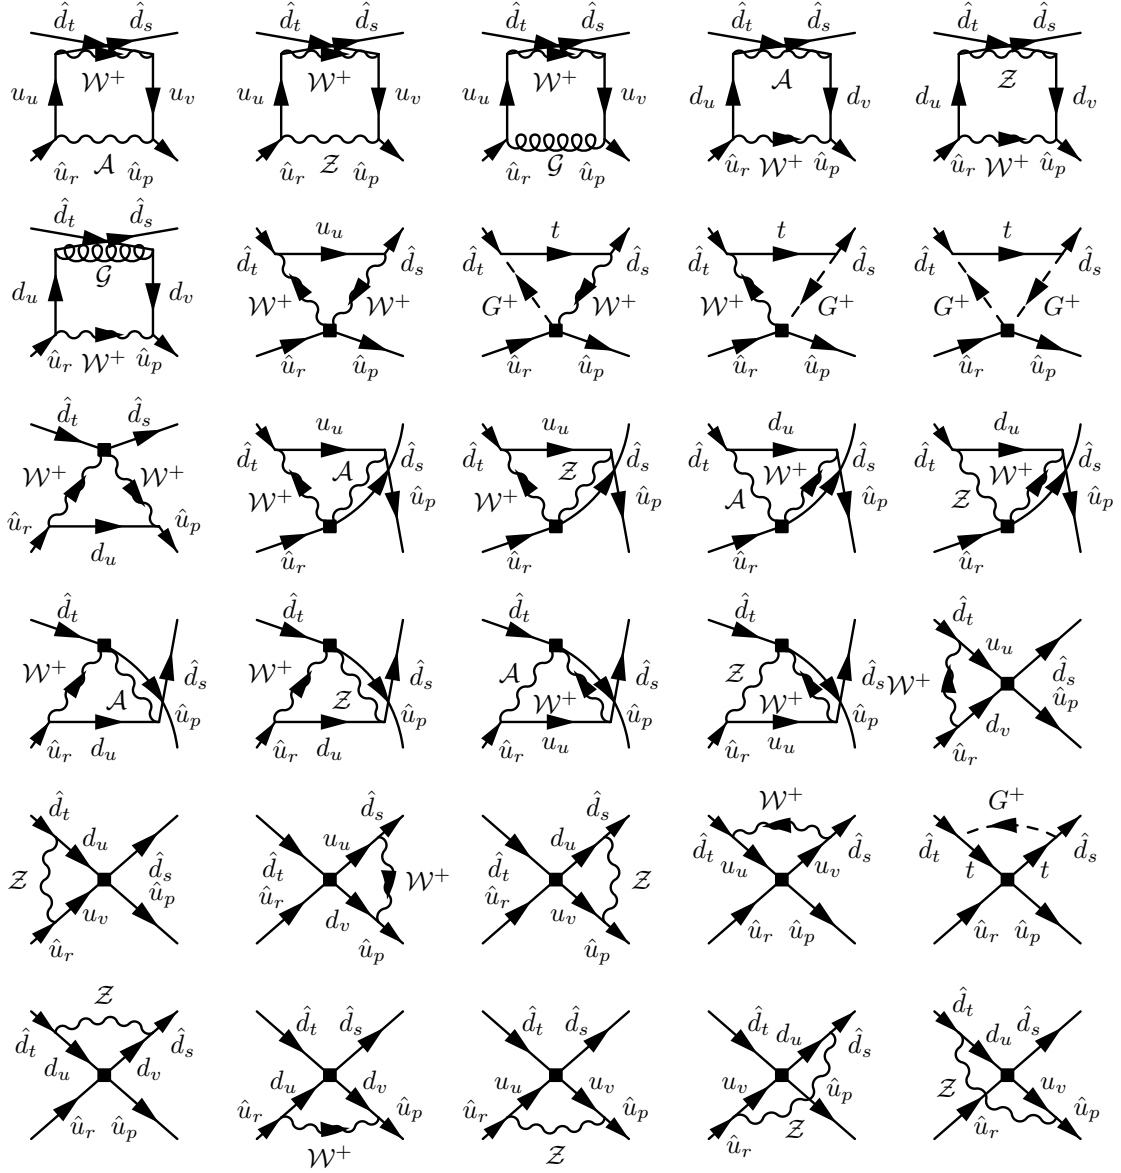 d̂_t d̂_s d̂_t d̂_s d̂_t d̂_s d̂_t d̂_s d̂_t d̂_s
𝒲⁺ 𝒲⁺ 𝒲⁺ 𝒜 𝒵
u_u u_v u_u u_v u_u u_v d_u d_v d_u d_v
û_r 𝒜 û_p û_r 𝒵 û_p û_r 𝒢 û_p û_r 𝒲⁺ û_p û_r 𝒲⁺ û_p
d̂_t d̂_s u_u t t t
𝒢 d̂_t d̂_s d̂_t d̂_s d̂_t d̂_s d̂_t d̂_s
d_u d_v 𝒲⁺ 𝒲⁺ G⁺ 𝒲⁺ 𝒲⁺ G⁺ G⁺ G⁺
û_r 𝒲⁺ û_p û_r û_p û_r û_p û_r û_p û_r û_p
d̂_t d̂_s u_u u_u d_u d_u
𝒲⁺ 𝒲⁺ d̂_t 𝒜 d̂_s d̂_t 𝒵 d̂_s d̂_t 𝒲⁺ d̂_s d̂_t 𝒲⁺ d̂_s
û_r û_p 𝒲⁺ û_p 𝒲⁺ û_p 𝒜 û_p 𝒵 û_p
d_u û_r û_r û_r û_r
d̂_t d̂_t d̂_t d̂_t d̂_t
𝒲⁺ d̂_s 𝒲⁺ d̂_s 𝒜 d̂_s 𝒵 d̂_s 𝒲⁺ u_u d̂_s
𝒜 û_p 𝒵 û_p 𝒲⁺ û_p 𝒲⁺ û_p d_v û_p
û_r d_u û_r d_u û_r u_u û_r u_u û_r
d̂_t d̂_s d̂_s 𝒲⁺ G⁺
d_u u_u d_u d̂_t d̂_s d̂_t d̂_s
𝒵 d̂_s d̂_t 𝒲⁺ d̂_t 𝒵 u_u u_v t t
u_v û_p û_r d_v û_r u_v
û_r û_p û_p û_r û_p û_r û_p
𝒵 d̂_t d̂_s d̂_t d̂_s d̂_t d_u d̂_t d̂_s
d̂_t d̂_s d̂_s
d_u d_v d_u d_v u_u u_v u_v û_p 𝒵 d_u u_v
û_r û_p û_r û_p û_r û_p û_r 𝒵 û_r û_p
𝒲⁺ 𝒵